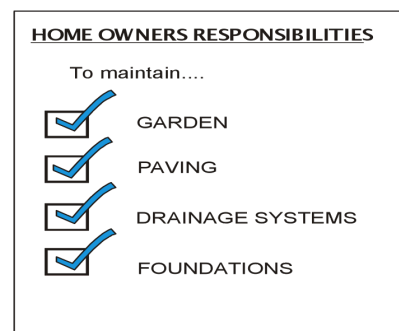 HOME OWNERS RESPONSIBILITIES
To maintain....
GARDEN
PAVING
DRAINAGE SYSTEMS
FOUNDATIONS